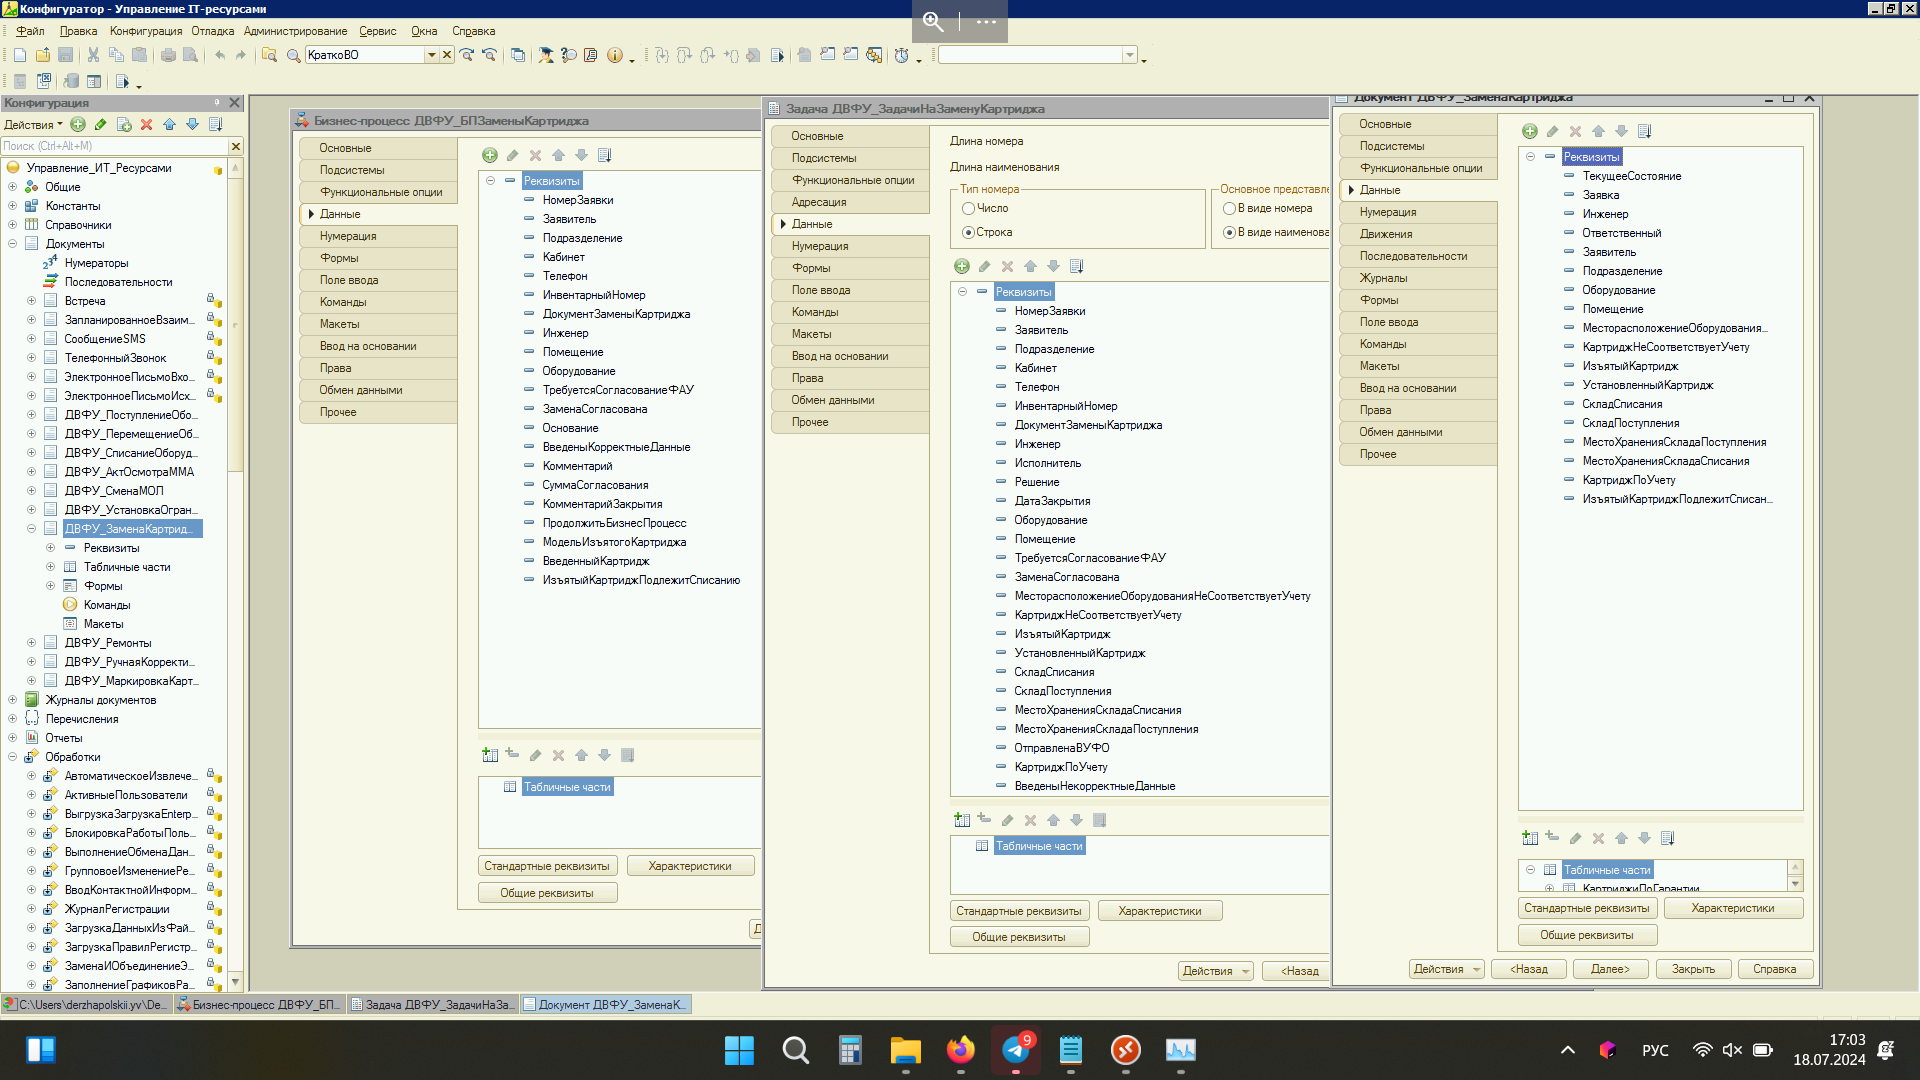 Конфигуратор - Управление IT-ресурсами
Файл Правка Конфигурация Отладка Администрирование Сервис Окна Справка
КраткоВО
Конфигурация
Действия
Поиск (Ctrl+Alt+M)
Управление_ИТ_Ресурсами
Общие
Константы
Справочники
Документы
Нумераторы
Последовательности
Встреча
ЗапланированноеВзаим...
СообщениеSMS
ТелефонныйЗвонок
ЭлектронноеПисьмоВхо...
ЭлектронноеПисьмоИсх...
ДВФУ_ПоступлениеОбо...
ДВФУ_ПеремещениеОб...
ДВФУ_СписаниеОборуд...
ДВФУ_АктОсмотраММА
ДВФУ_СменаМОЛ
ДВФУ_УстановкаОгран...
ДВФУ_ЗаменаКартрид...
Реквизиты
Табличные части
Формы
Команды
Макеты
ДВФУ_Ремонты
ДВФУ_РучнаяКорректи...
ДВФУ_МаркировкаКарт...
Журналы документов
Перечисления
Отчеты
Обработки
АвтоматическоеИзвлече...
АктивныеПользователи
ВыгрузкаЗагрузкаEnterp...
БлокировкаРаботыПоль...
ВыполнениеОбменаДан...
ГрупповоеИзменениеРе...
ВводКонтактнойИнформ...
ЖурналРегистрации
ЗагрузкаДанныхИзФай...
ЗагрузкаПравилРегистр...
ЗаменаИОбъединениеЭ...
ЗаполнениеГрафиковРа...
Бизнес-процесс ДВФУ_БПЗаменыКартриджа
Основные
Подсистемы
Функциональные опции
Данные
Нумерация
Формы
Поле ввода
Команды
Макеты
Ввод на основании
Права
Обмен данными
Прочее
Реквизиты
НомерЗаявки
Заявитель
Подразделение
Кабинет
Телефон
ИнвентарныйНомер
ДокументЗаменыКартриджа
Инженер
Помещение
Оборудование
ТребуетсяСогласованиеФАУ
ЗаменаСогласована
Основание
ВведеныКорректныеДанные
Комментарий
СуммаСогласования
КомментарийЗакрытия
ПродолжитьБизнесПроцесс
МодельИзъятогоКартриджа
ВведенныйКартридж
ИзъятыйКартриджПодлежитСписанию
Табличные части
Стандартные реквизиты Характеристики
Общие реквизиты
Задача ДВФУ_ЗадачиНаЗаменуКартриджа
Основные
Подсистемы
Функциональные опции
Адресация
Данные
Нумерация
Формы
Поле ввода
Команды
Макеты
Ввод на основании
Права
Обмен данными
Прочее
Длина номера
Длина наименования
Тип номера
Число
Строка
Основное представле
В виде номера
В виде наименова
Реквизиты
НомерЗаявки
Заявитель
Подразделение
Кабинет
Телефон
ИнвентарныйНомер
ДокументЗаменыКартриджа
Инженер
Исполнитель
Решение
ДатаЗакрытия
Оборудование
Помещение
ТребуетсяСогласованиеФАУ
ЗаменаСогласована
МесторасположениеОборудованияНеСоответствуетУчету
КартриджНеСоответствуетУчету
ИзъятыйКартридж
УстановленныйКартридж
СкладСписания
СкладПоступления
МестоХраненияСкладаСписания
МестоХраненияСкладаПоступления
ОтправленаВУФО
КартриджПоУчету
ВведеныНекорректныеДанные
Табличные части
Стандартные реквизиты Характеристики
Общие реквизиты
Действия <Назад
Документ ДВФУ_ЗаменаКартриджа
Основные
Подсистемы
Функциональные опции
Данные
Нумерация
Движения
Последовательности
Журналы
Формы
Поле ввода
Команды
Макеты
Ввод на основании
Права
Обмен данными
Прочее
Реквизиты
ТекущееСостояние
Заявка
Инженер
Ответственный
Заявитель
Подразделение
Оборудование
Помещение
МесторасположениеОборудования...
КартриджНеСоответствуетУчету
ИзъятыйКартридж
УстановленныйКартридж
СкладСписания
СкладПоступления
МестоХраненияСкладаПоступления
МестоХраненияСкладаСписания
КартриджПоУчету
ИзъятыйКартриджПодлежитСписан...
Табличные части
КартриджиПоГарантии
Стандартные реквизиты Характеристики
Общие реквизиты
Действия <Назад Далее> Закрыть Справка
C:\Users\derzhapolskii.yv\De... Бизнес-процесс ДВФУ_БП... Задача ДВФУ_ЗадачиНаЗа... Документ ДВФУ_ЗаменаК...
9
РУС
17:03
18.07.2024